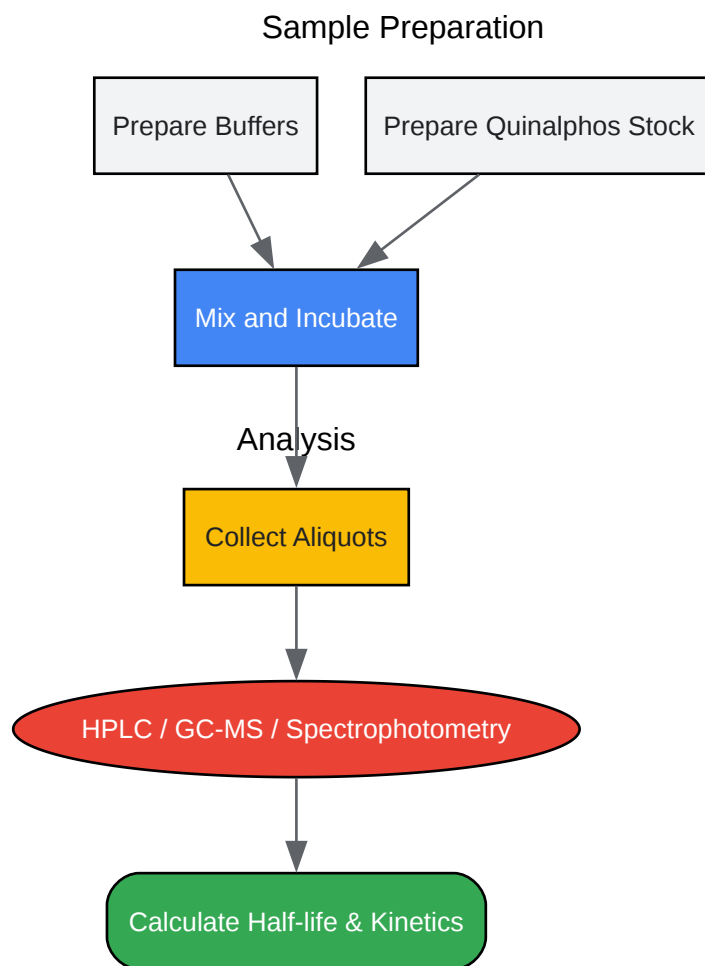 Sample Preparation
Prepare Buffers
Prepare Quinalphos Stock
Mix and Incubate
Analysis
Collect Aliquots
HPLC / GC-MS / Spectrophotometry
Calculate Half-life & Kinetics